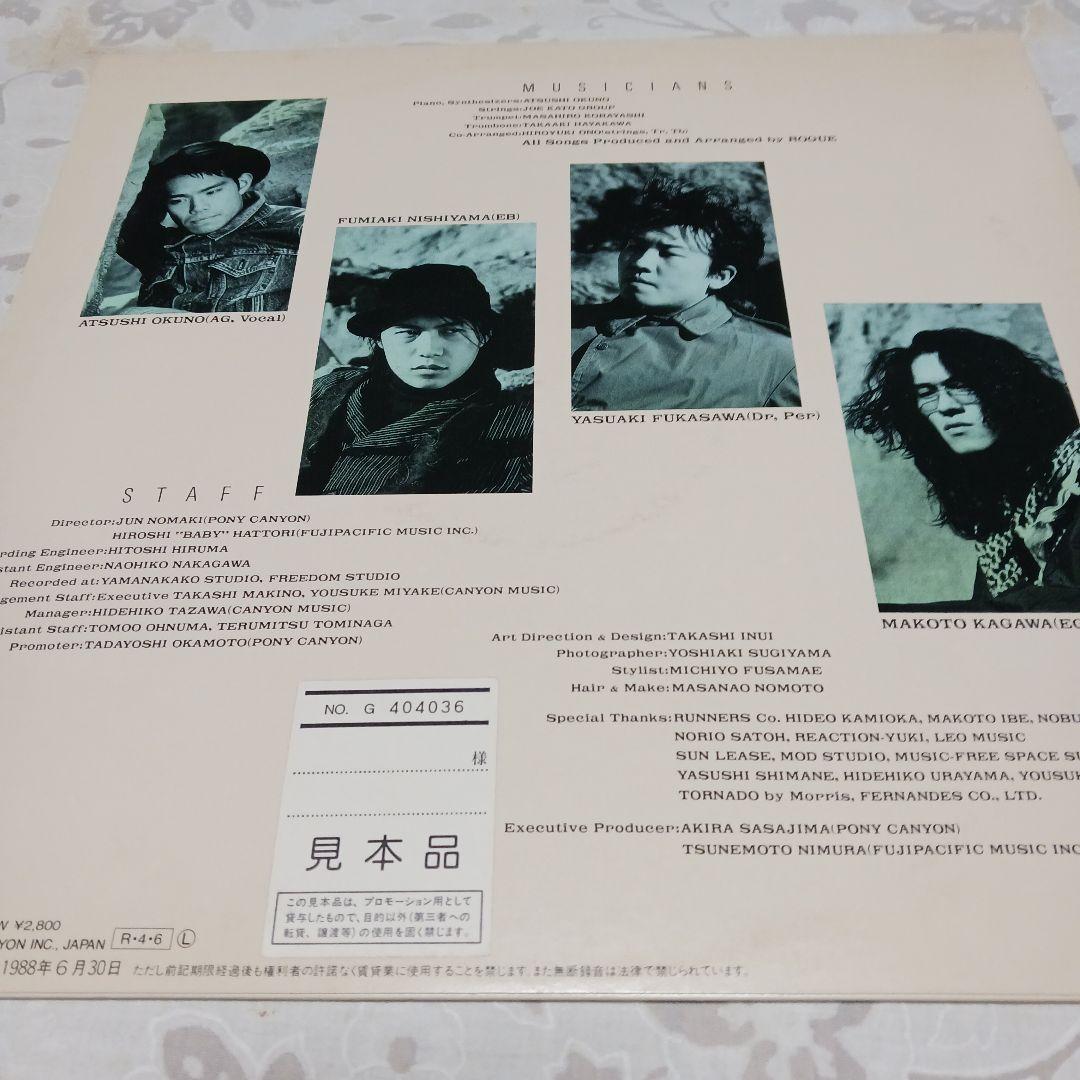 MUSICIANS
Piano, Synthesizers:ATSUSHI OKUNO
Strings:JOE KATO GROUP
Trumpet:MASAHIRO KOBAYASHI
Trombone:TAKAAKI HAYAKAWA
Co-Arranged:HIROYUKI ONO(strings, Tr, Tb)
All Songs Produced and Arranged by ROGUE
FUMIAKI NISHIYAMA(EB)
ATSUSHI OKUNO(AG, Vocal)
YASUAKI FUKASAWA(Dr, Per)
MAKOTO KAGAWA(EG
STAFF
Director:JUN NOMAKI(PONY CANYON)
HIROSHI "BABY" HATTORI(FUJIPACIFIC MUSIC INC.)
rding Engineer:HITOSHI HIRUMA
stant Engineer:NAOHIKO NAKAGAWA
Recorded at:YAMANAKAKO STUDIO, FREEDOM STUDIO
gement Staff:Executive TAKASHI MAKINO, YOUSUKE MIYAKE(CANYON MUSIC)
Manager:HIDEHIKO TAZAWA(CANYON MUSIC)
istant Staff:TOMOO OHNUMA, TERUMITSU TOMINAGA
Promoter:TADAYOSHI OKAMOTO(PONY CANYON)
Art Direction & Design:TAKASHI INUI
Photographer:YOSHIAKI SUGIYAMA
Stylist:MICHIYO FUSAMAE
Hair & Make:MASANAO NOMOTO
Special Thanks:RUNNERS Co. HIDEO KAMIOKA, MAKOTO IBE, NOBU
NORIO SATOH, REACTION-YUKI, LEO MUSIC
SUN LEASE, MOD STUDIO, MUSIC-FREE SPACE SU
YASUSHI SHIMANE, HIDEHIKO URAYAMA, YOUSUK
TORNADO by Morris, FERNANDES CO., LTD.
Executive Producer:AKIRA SASAJIMA(PONY CANYON)
TSUNEMOTO NIMURA(FUJIPACIFIC MUSIC INC
NO. G 404036
様
見本品
この見本品は、プロモーション用として
貸与したもので、目的以外(第三者への
転貸、譲渡等)の使用を固く禁じます。
W ¥2,800
YON INC., JAPAN R・4・6 L
1988年6月30日 ただし前記期限経過後も権利者の許諾なく賃貸業に使用することを禁じます。また無断録音は法律で禁じられています。